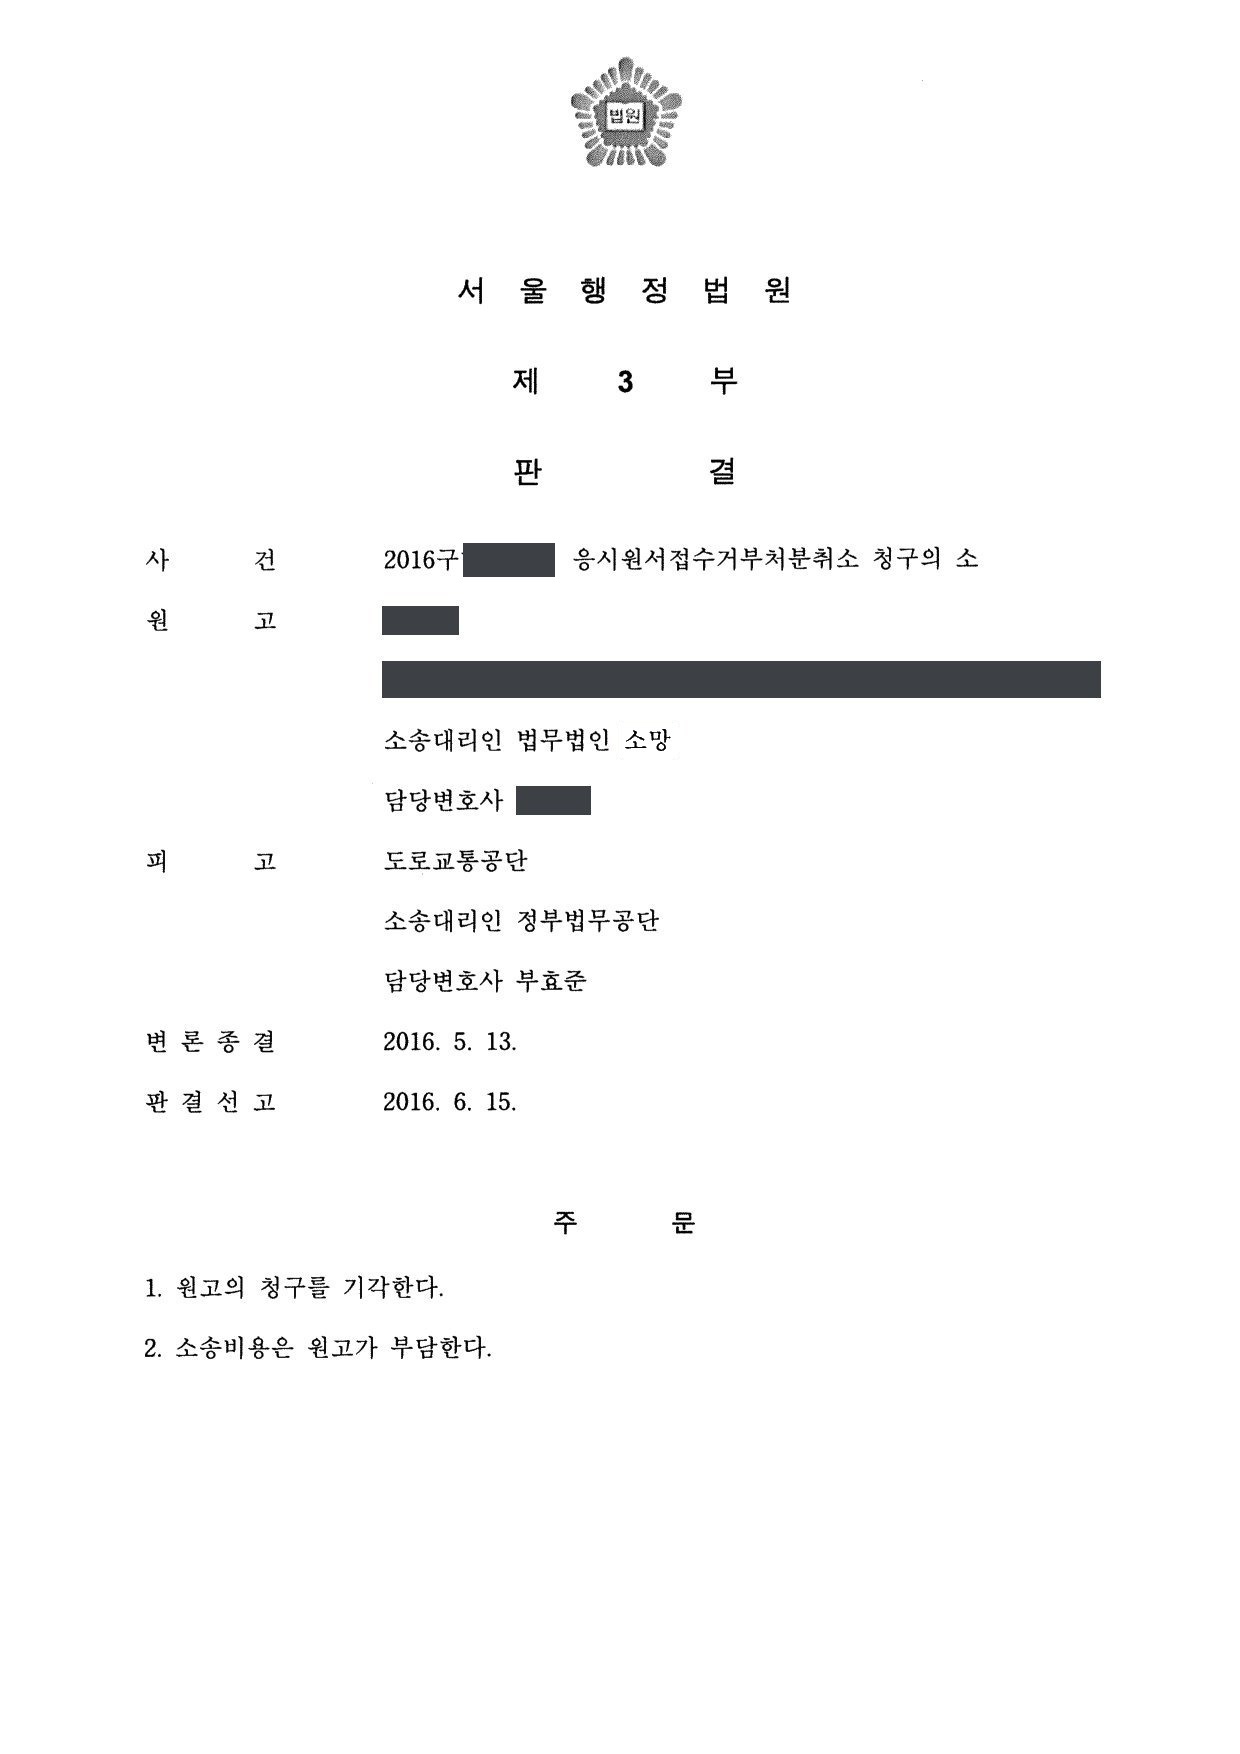 법원
서 울 행 정 법 원
제 3 부
판 결
사 건 2016구 응시원서접수거부처분취소 청구의 소
원 고
소송대리인 법무법인 소망
담당변호사
피 고 도로교통공단
소송대리인 정부법무공단
담당변호사 부효준
변 론 종 결 2016. 5. 13.
판 결 선 고 2016. 6. 15.
주 문
1. 원고의 청구를 기각한다.
2. 소송비용은 원고가 부담한다.